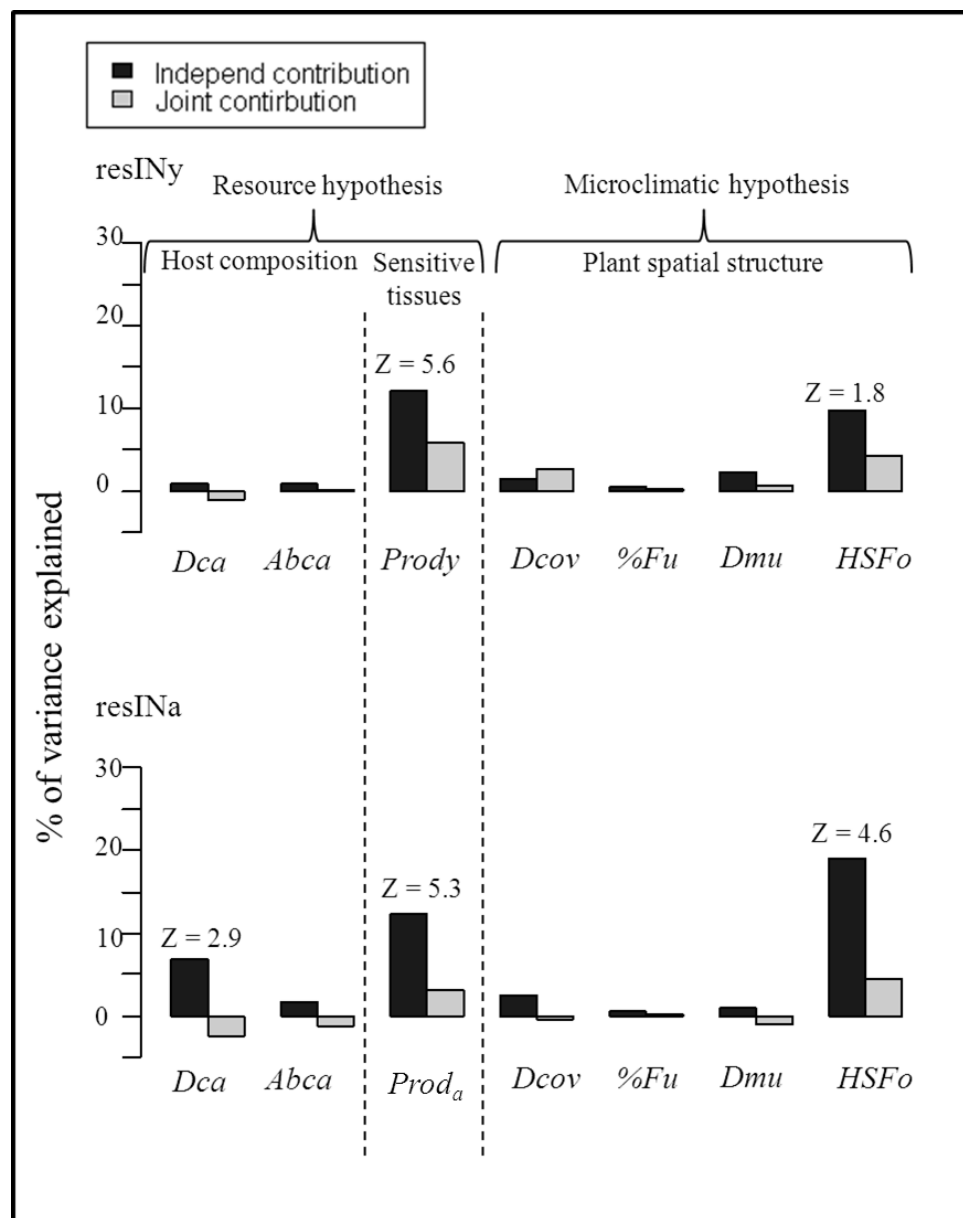 Independ contribution
Joint contirbution
resINy
Resource hypothesis
Microclimatic hypothesis
Host composition
Sensitive
tissues
Plant spatial structure
30
20
10
0
Z = 5.6
Z = 1.8
Dca Abca Prody Dcov %Fu Dmu HSFo
% of variance explained
resINa
30
20
10
0
Z = 2.9
Z = 5.3
Z = 4.6
Dca Abca Prodₐ Dcov %Fu Dmu HSFo